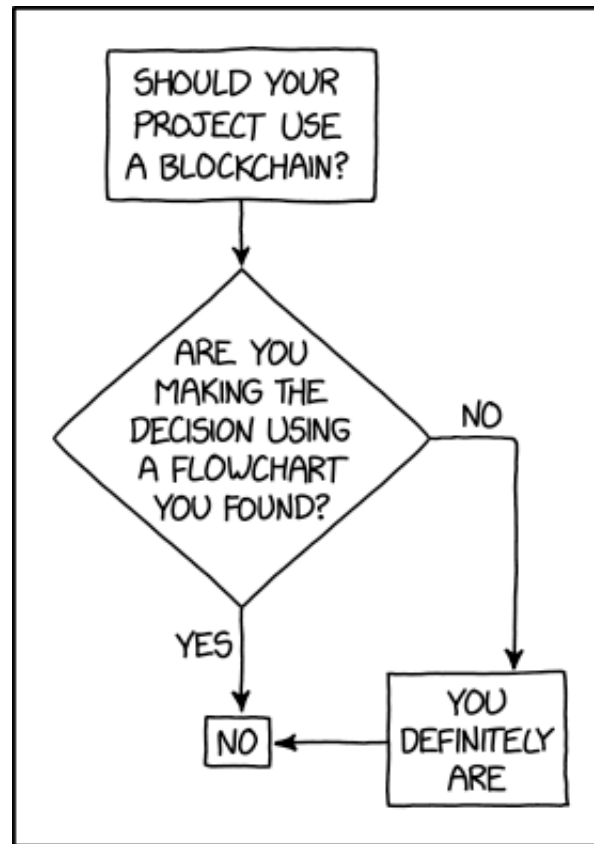 SHOULD YOUR
PROJECT USE
A BLOCKCHAIN?
ARE YOU
MAKING THE
DECISION USING
A FLOWCHART
YOU FOUND?
NO
YES
YOU
DEFINITELY
ARE
NO